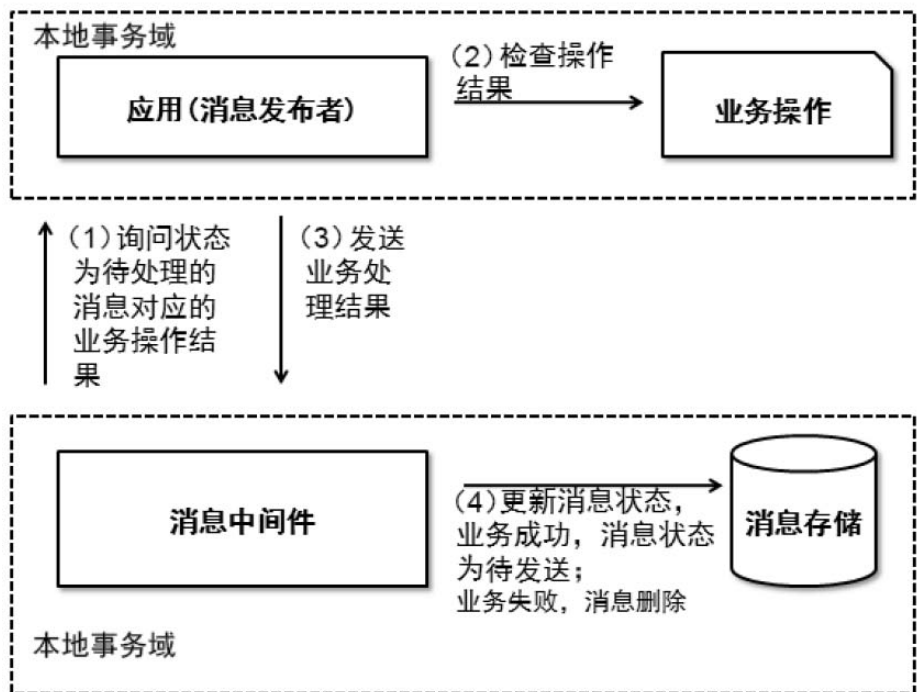 本地事务域
应用(消息发布者)
(2)检查操作
结果
业务操作
(1)询问状态
为待处理的
消息对应的
业务操作结
果
(3)发送
业务处
理结果
消息中间件
(4)更新消息状态,
业务成功，消息状态
为待发送；
业务失败，消息删除
消息存储
本地事务域